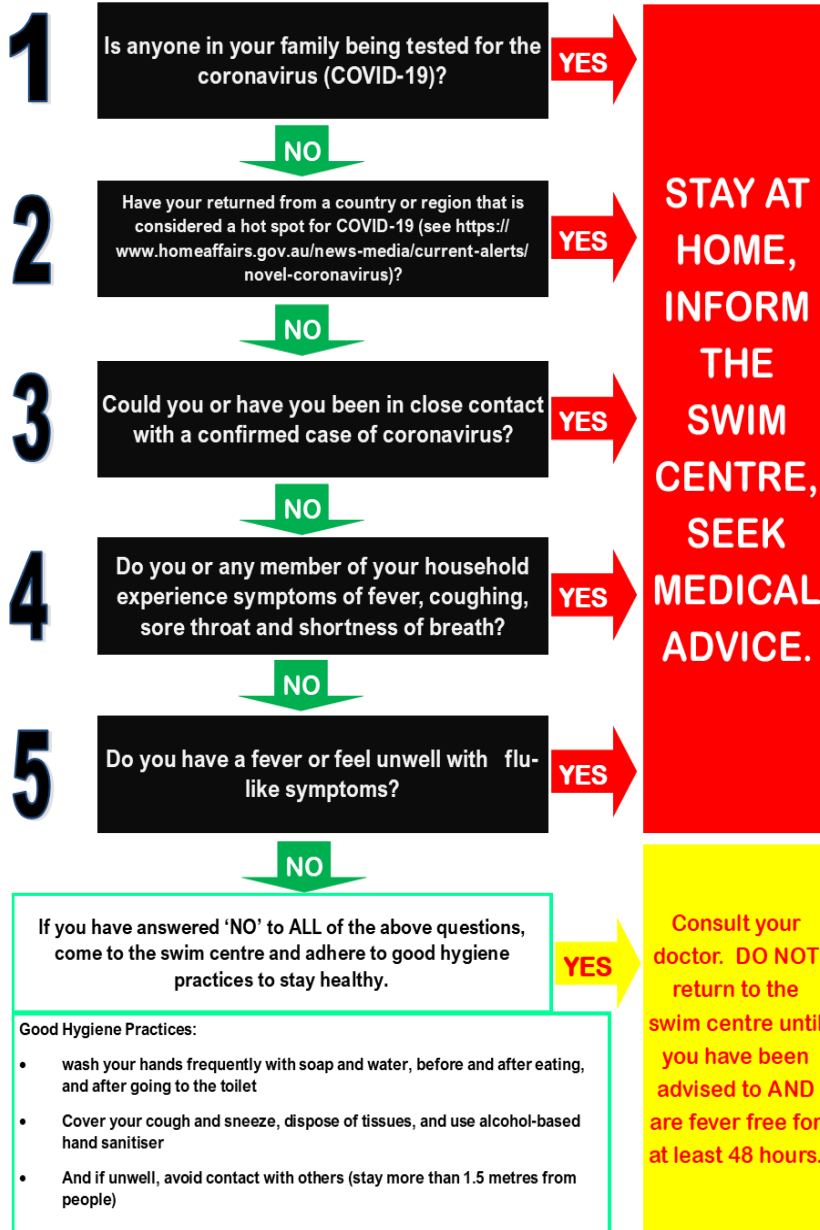 1
Is anyone in your family being tested for the
coronavirus (COVID-19)?
YES
NO
2
Have your returned from a country or region that is
considered a hot spot for COVID-19 (see https://
www.homeaffairs.gov.au/news-media/current-alerts/
novel-coronavirus)?
YES
NO
3
Could you or have you been in close contact
with a confirmed case of coronavirus?
YES
NO
4
Do you or any member of your household
experience symptoms of fever, coughing,
sore throat and shortness of breath?
YES
NO
5
Do you have a fever or feel unwell with flu-
like symptoms?
YES
NO
STAY AT
HOME,
INFORM
THE
SWIM
CENTRE,
SEEK
MEDICAL
ADVICE.
If you have answered ‘NO’ to ALL of the above questions,
come to the swim centre and adhere to good hygiene
practices to stay healthy.
YES
Consult your
doctor. DO NOT
return to the
swim centre until
you have been
advised to AND
are fever free for
at least 48 hours.
Good Hygiene Practices:
• wash your hands frequently with soap and water, before and after eating,
and after going to the toilet
• Cover your cough and sneeze, dispose of tissues, and use alcohol-based
hand sanitiser
• And if unwell, avoid contact with others (stay more than 1.5 metres from
people)